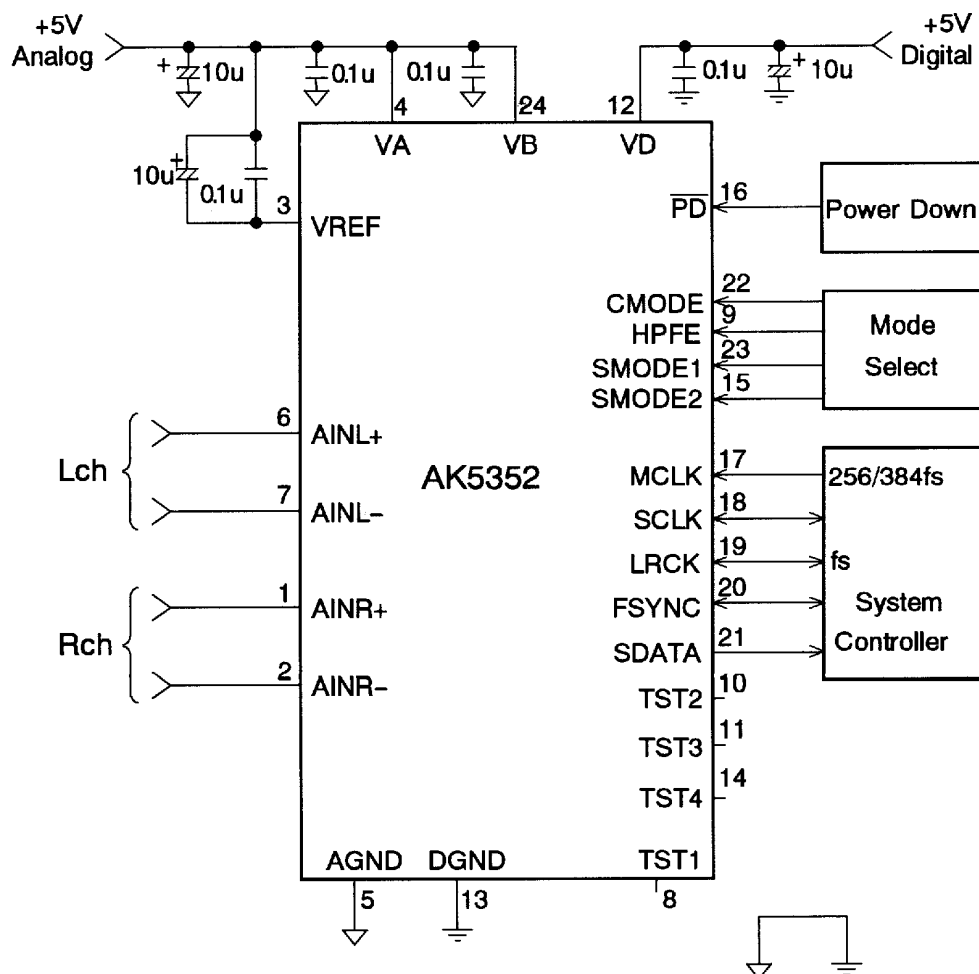 +5V
Analog
+5V
Digital
+
10u
0.1u
0.1u
0.1u
+
10u
4
24
12
VA
VB
VD
+
10u
0.1u
3
VREF
PD
16
Power Down
CMODE
22
HPFE
9
SMODE1
23
SMODE2
15
Mode
Select
Lch
6
AINL+
7
AINL−
AK5352
MCLK
17
256/384fs
SCLK
18
LRCK
19
fs
FSYNC
20
System
SDATA
21
Controller
Rch
1
AINR+
2
AINR−
TST2
10
TST3
11
TST4
14
AGND
DGND
TST1
5
13
8